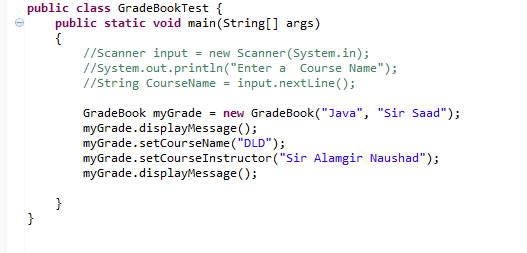 public class GradeBookTest {
public static void main(String[] args)
{
//Scanner input = new Scanner(System.in);
//System.out.println("Enter a  Course Name");
//String CourseName = input.nextLine();
GradeBook myGrade = new GradeBook("Java", "Sir Saad");
myGrade.displayMessage();
myGrade.setCourseName("DLD");
myGrade.setCourseInstructor("Sir Alamgir Naushad");
myGrade.displayMessage();
}
}